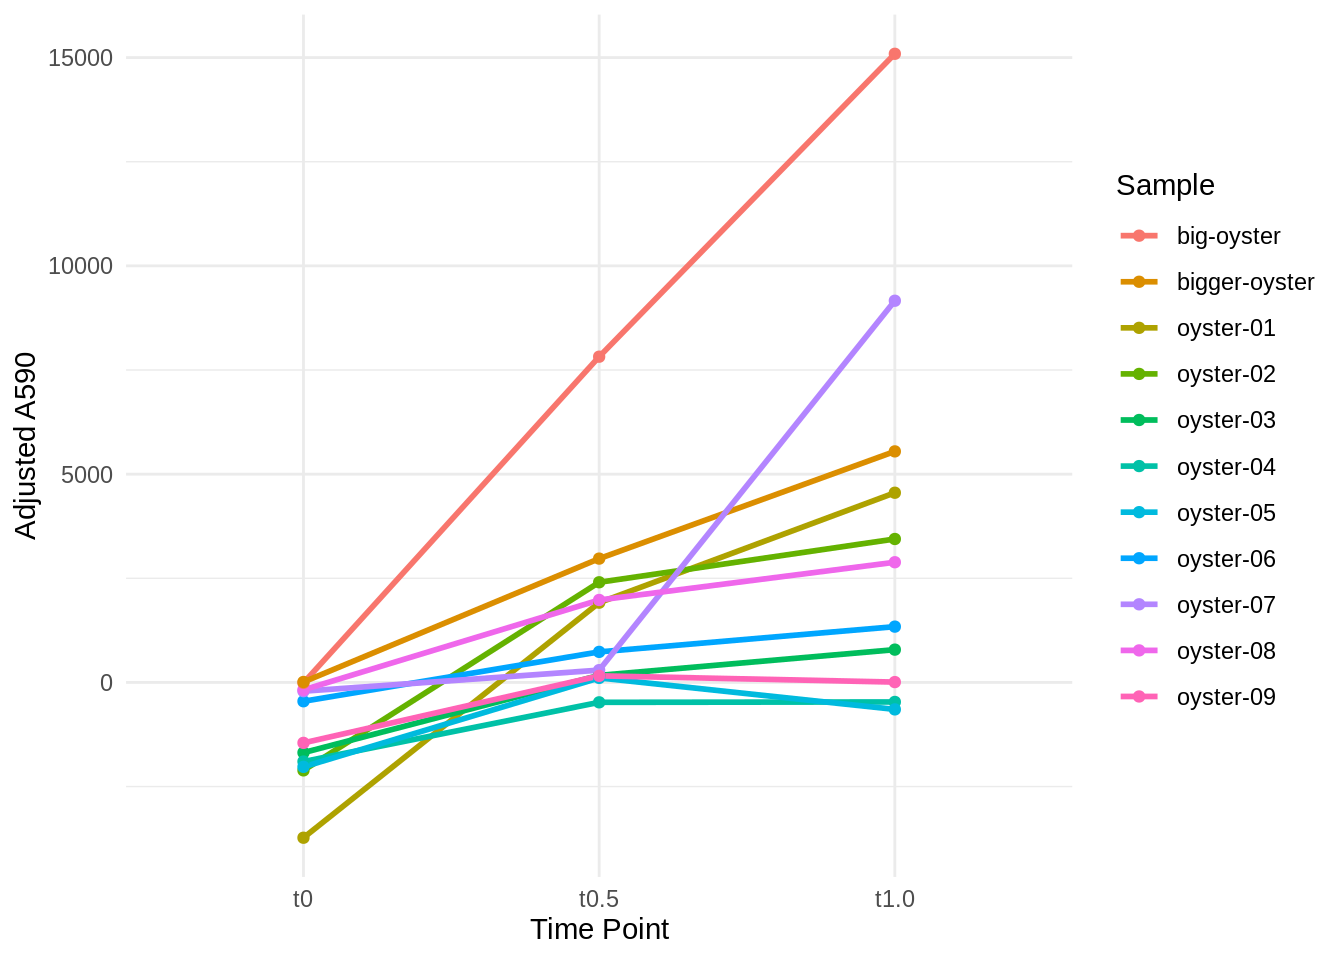 15000
10000
5000
0
Adjusted A590
t0
t0.5
t1.0
Time Point
Sample
big-oyster
bigger-oyster
oyster-01
oyster-02
oyster-03
oyster-04
oyster-05
oyster-06
oyster-07
oyster-08
oyster-09